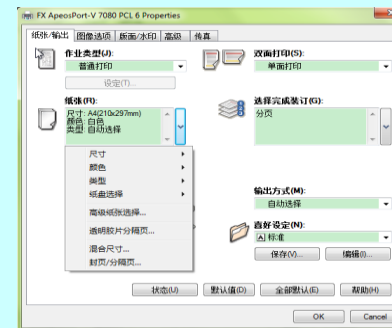 FX ApeosPort-V 7080 PCL 6 Properties
纸张/输出 图像选项 版面/水印 高级 传真
作业类型(J):
普通打印
设定(T)...
双面打印(S):
单面打印
纸张(R):
尺寸: A4(210x297mm)
颜色: 白色
类型: 自动选择
选择完成装订(G):
分页
尺寸
颜色
类型
纸盘选择
高级纸张选择...
透明胶片分隔页...
混合尺寸...
封页/分隔页...
输出方式(M):
自动选择
喜好设定(N):
A 标准
保存(V)... 编辑(I)...
状态(U) 默认值(D) 全部默认(E) 帮助(H)
OK Cancel